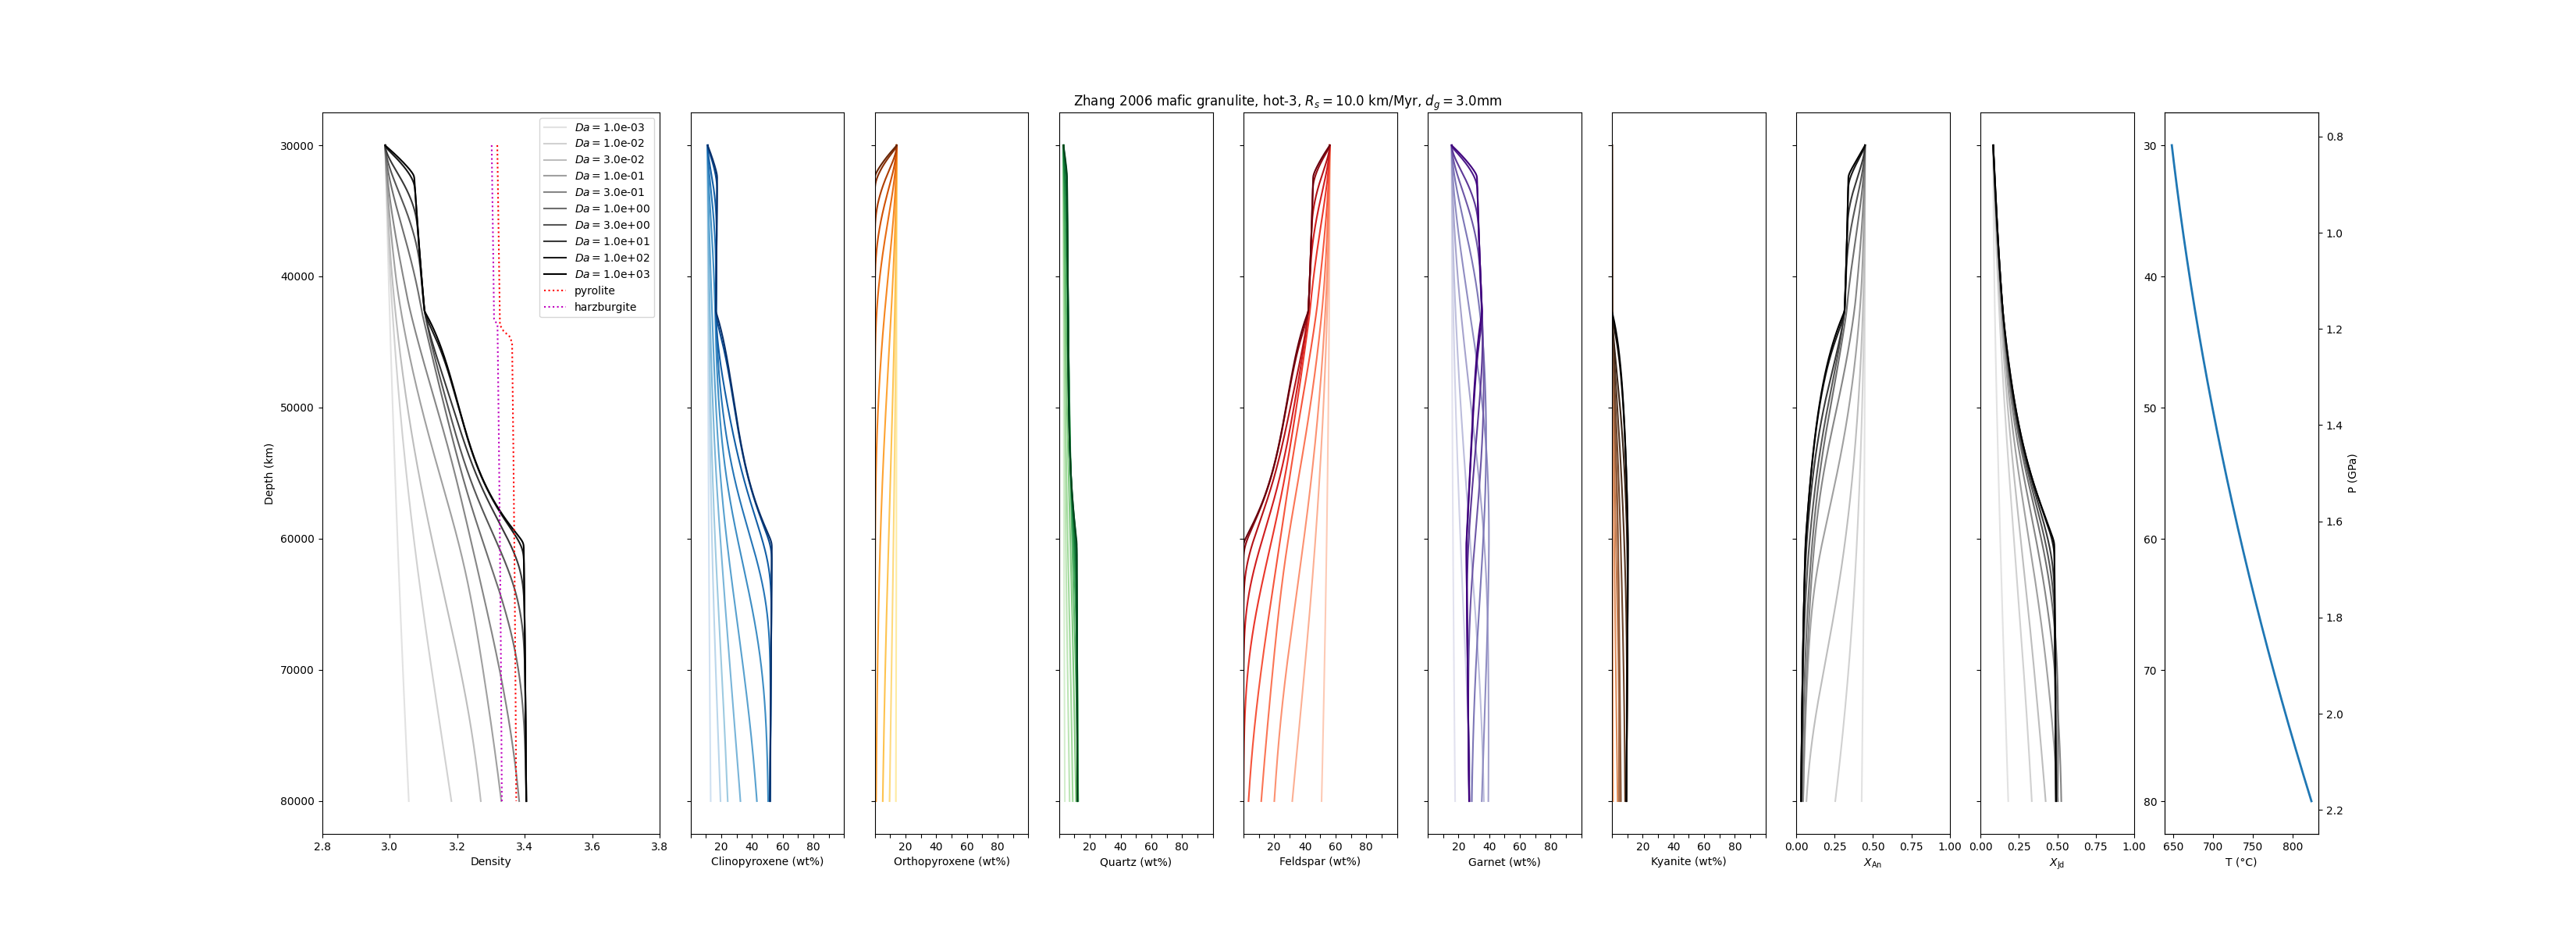 Zhang 2006 mafic granulite, hot-3, R_s = 10.0 km/Myr, d_g = 3.0mm
Da = 1.0e-03
Da = 1.0e-02
Da = 3.0e-02
Da = 1.0e-01
Da = 3.0e-01
Da = 1.0e+00
Da = 3.0e+00
Da = 1.0e+01
Da = 1.0e+02
Da = 1.0e+03
pyrolite
harzburgite
Depth (km)
30000
40000
50000
60000
70000
80000
2.8 3.0 3.2 3.4 3.6 3.8
Density
20 40 60 80
Clinopyroxene (wt%)
20 40 60 80
Orthopyroxene (wt%)
20 40 60 80
Quartz (wt%)
20 40 60 80
Feldspar (wt%)
20 40 60 80
Garnet (wt%)
20 40 60 80
Kyanite (wt%)
0.00 0.25 0.50 0.75 1.00
X_An
0.00 0.25 0.50 0.75 1.00
X_Jd
30
40
50
60
70
80
650 700 750 800
T (°C)
0.8
1.0
1.2
1.4
1.6
1.8
2.0
2.2
P (GPa)